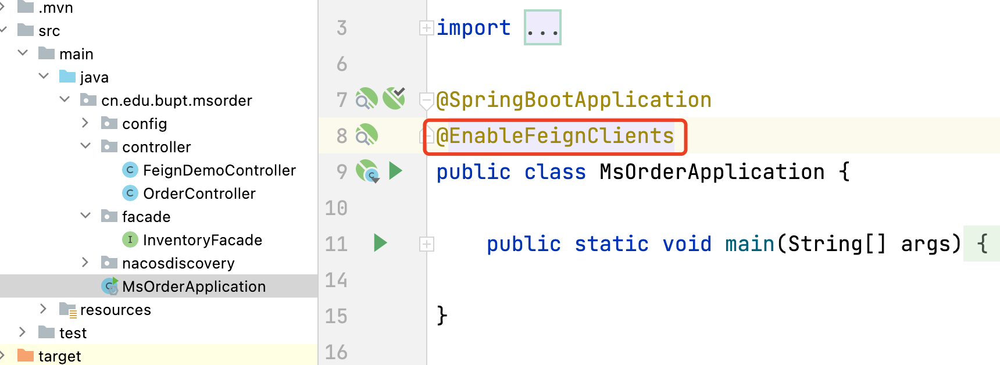 .mvn
src
main
java
cn.edu.bupt.msorder
config
controller
C FeignDemoController
C OrderController
facade
I InventoryFacade
nacosdiscovery
C MsOrderApplication
resources
test
target
3 import ...
6
7 @SpringBootApplication
8 @EnableFeignClients
9 C public class MsOrderApplication {
10
11 public static void main(String[] args) {
14
15 }
16